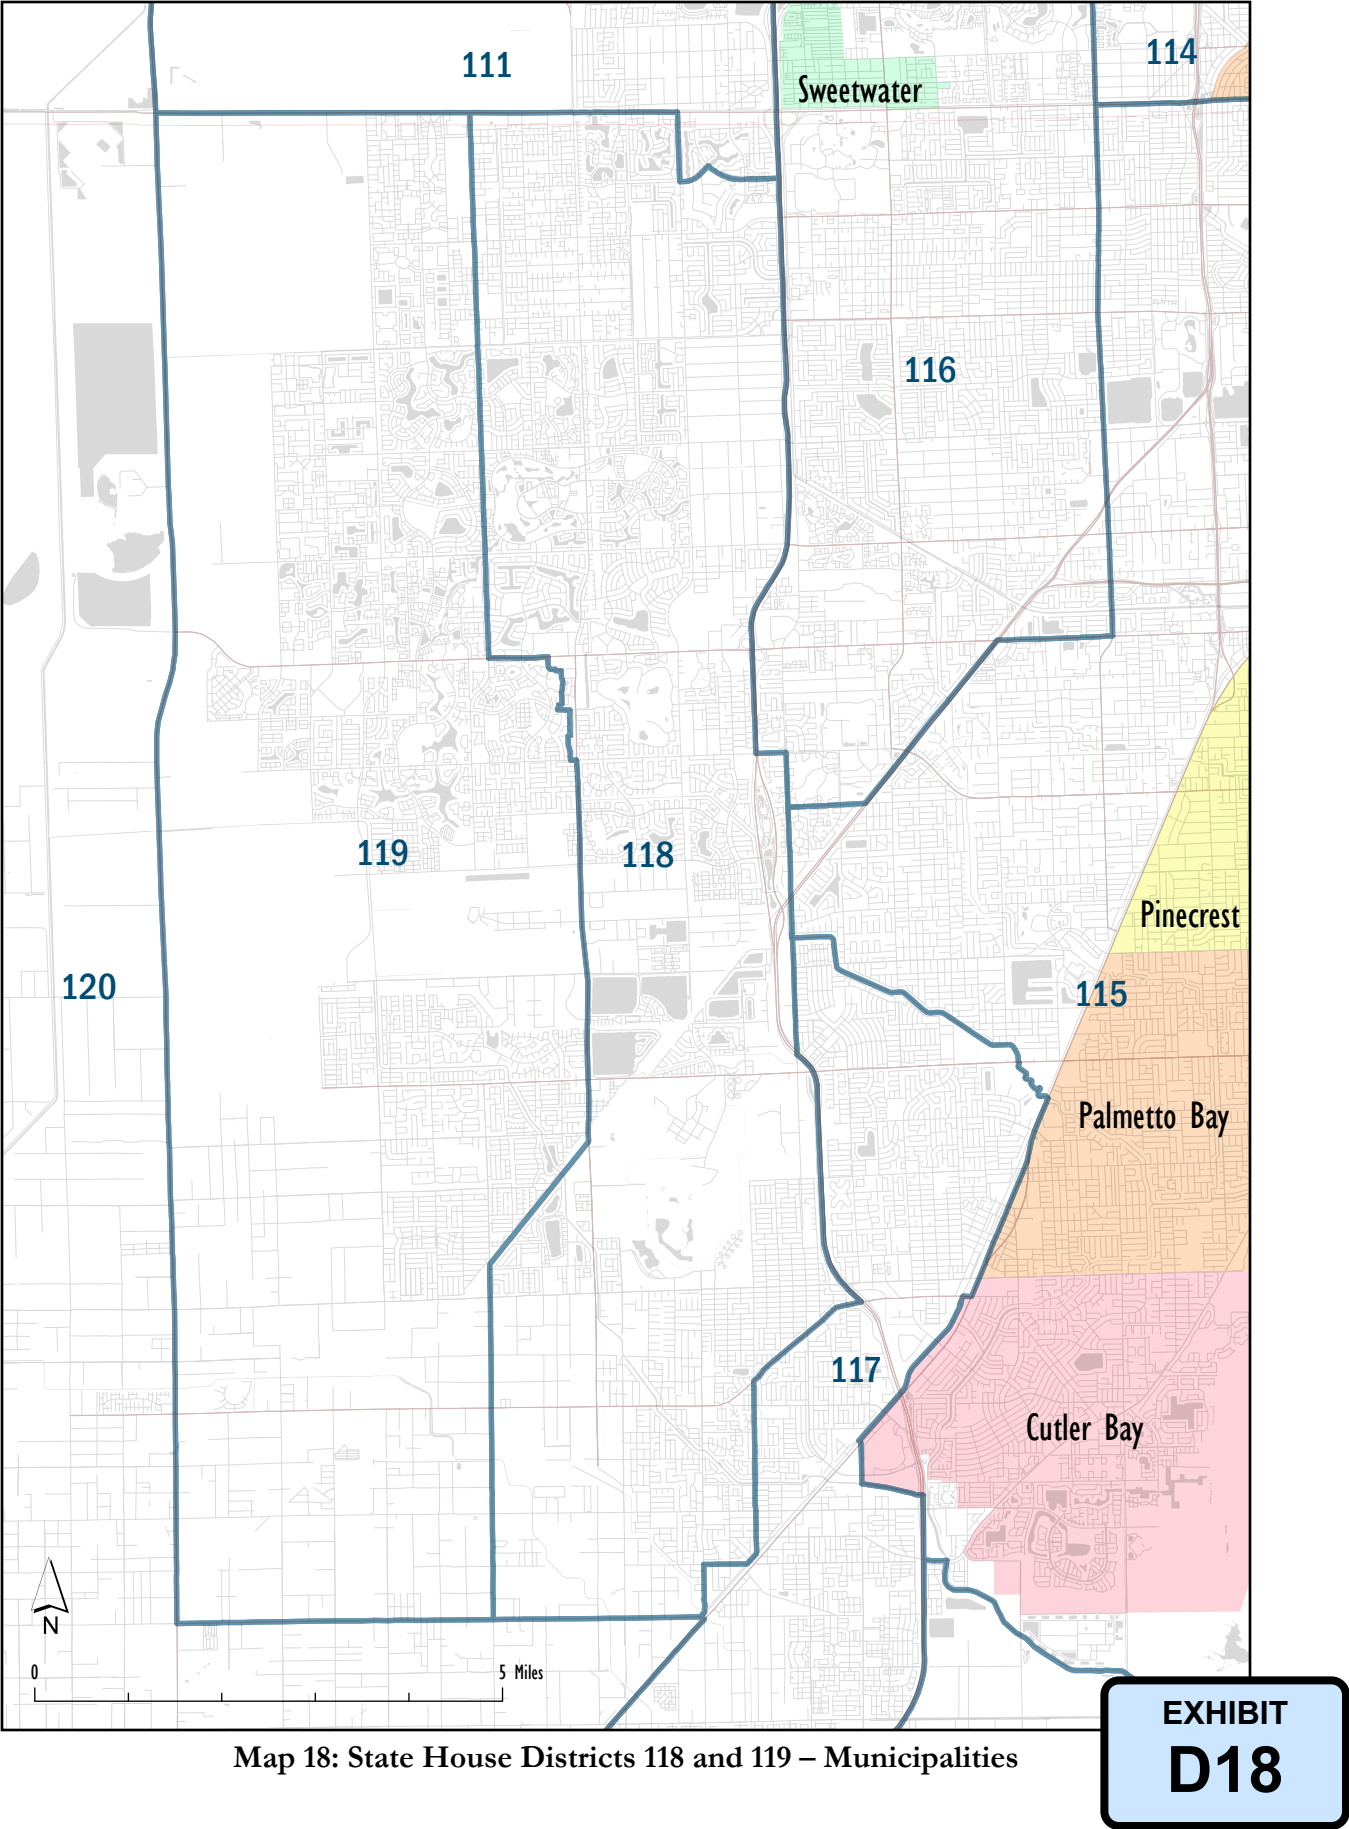 111
114
Sweetwater
116
119
118
Pinecrest
120
115
Palmetto Bay
117
Cutler Bay
N
0
5 Miles
Map 18: State House Districts 118 and 119 – Municipalities
EXHIBIT
D18